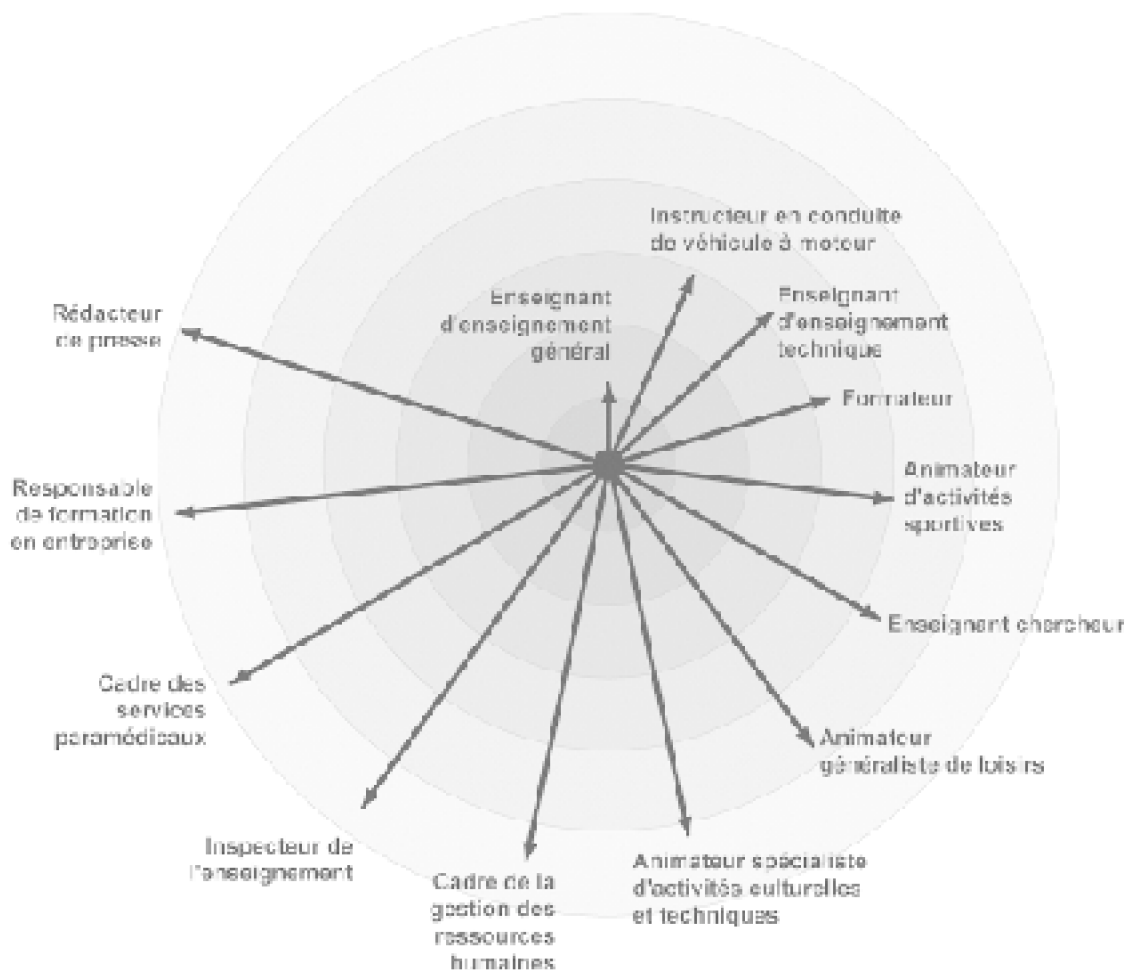 Instructeur en conduite
de véhicule à moteur
Enseignant
d'enseignement
général
Enseignant
d'enseignement
technique
Rédacteur
de presse
Formateur
Responsable
de formation
en entreprise
Animateur
d'activités
sportives
Enseignant chercheur
Cadre des
services
paramédicaux
Animateur
généraliste de loisirs
Inspecteur de
l'enseignement
Cadre de la
gestion des
ressources
humaines
Animateur spécialiste
d'activités culturelles
et techniques